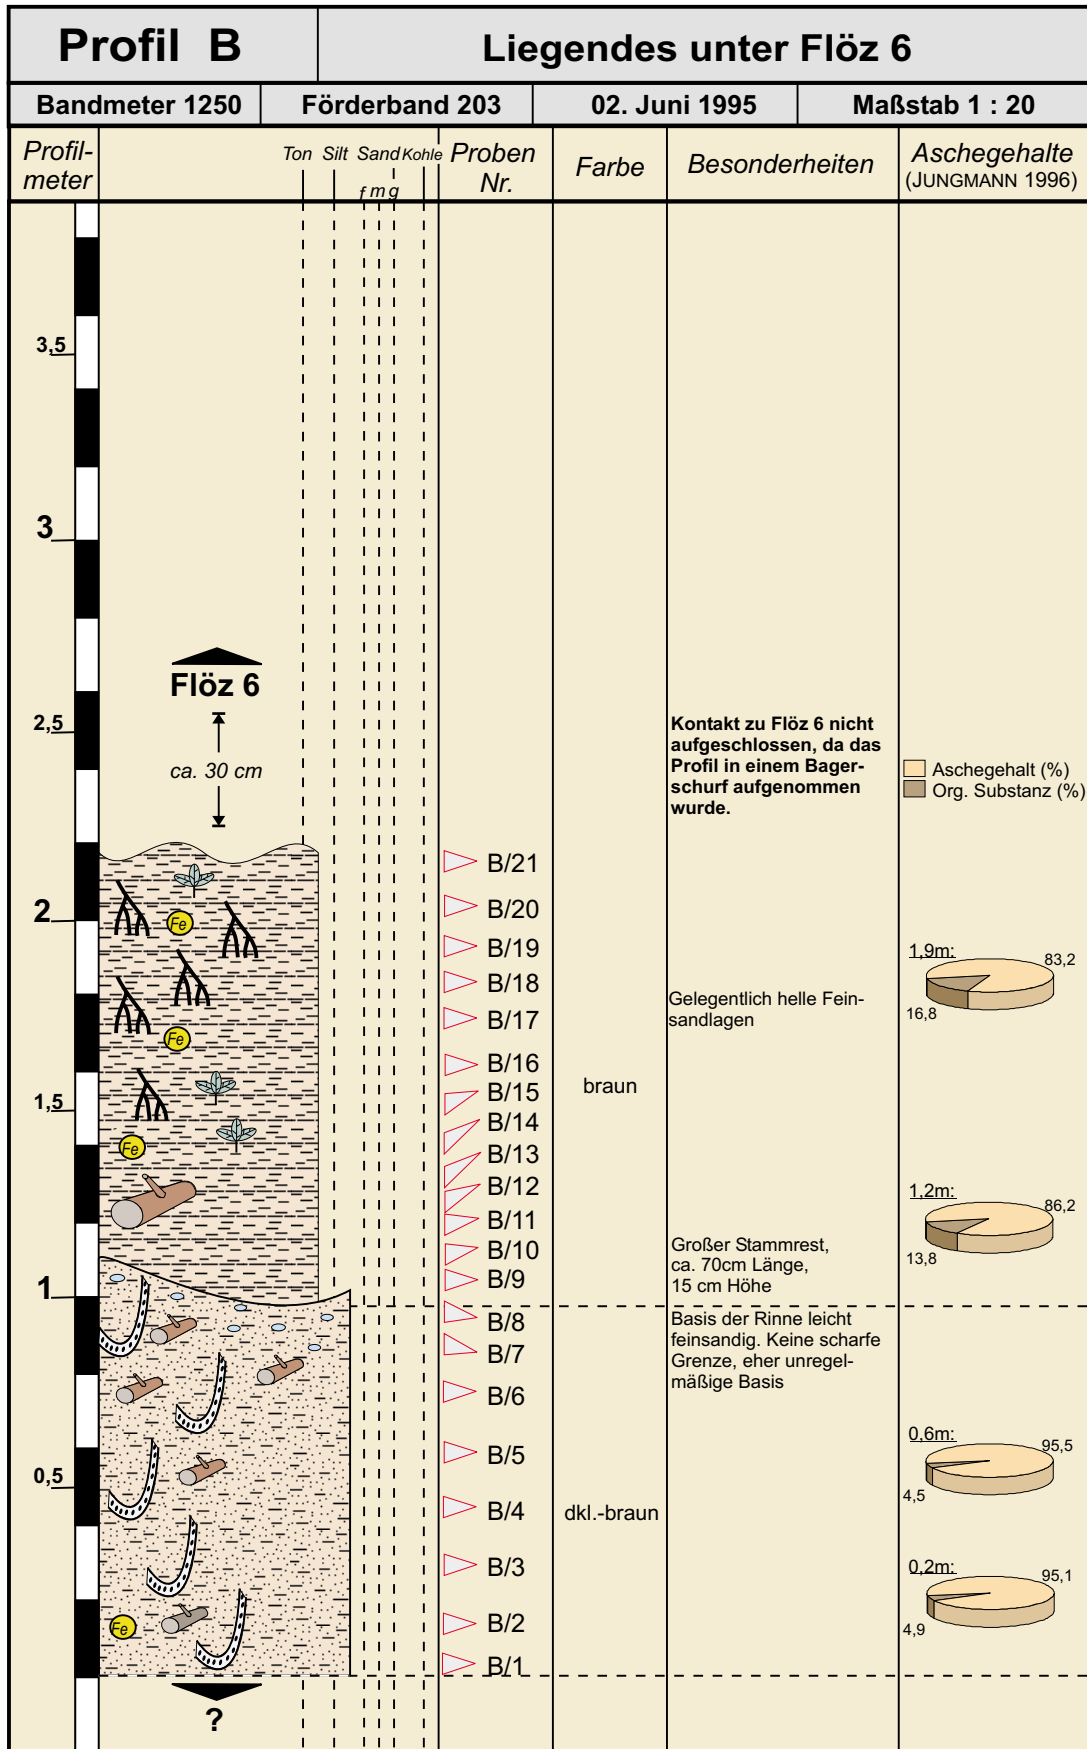 Profil B
Liegendes unter Flöz 6
Bandmeter 1250
Förderband 203
02. Juni 1995
Maßstab 1 : 20
Profil-
meter
Ton Silt Sand Kohle
f m g
Proben
Nr.
Farbe
Besonderheiten
Aschegehalte
(JUNGMANN 1996)
3,5
3
Flöz 6
2,5
ca. 30 cm
Kontakt zu Flöz 6 nicht
aufgeschlossen, da das
Profil in einem Bager-
schurf aufgenommen
wurde.
Aschegehalt (%)
Org. Substanz (%)
B/21
2
Fe
B/20
B/19
1,9m:
83,2
B/18
Gelegentlich helle Fein-
sandlagen
16,8
B/17
Fe
B/16
braun
B/15
1,5
B/14
Fe
B/13
B/12
1,2m:
86,2
B/11
B/10
Großer Stammrest,
ca. 70cm Länge,
15 cm Höhe
13,8
B/9
1
B/8
Basis der Rinne leicht
feinsandig. Keine scharfe
Grenze, eher unregel-
mäßige Basis
B/7
B/6
0,6m:
95,5
B/5
0,5
4,5
B/4
dkl.-braun
B/3
0,2m:
95,1
Fe
B/2
4,9
B/1
?